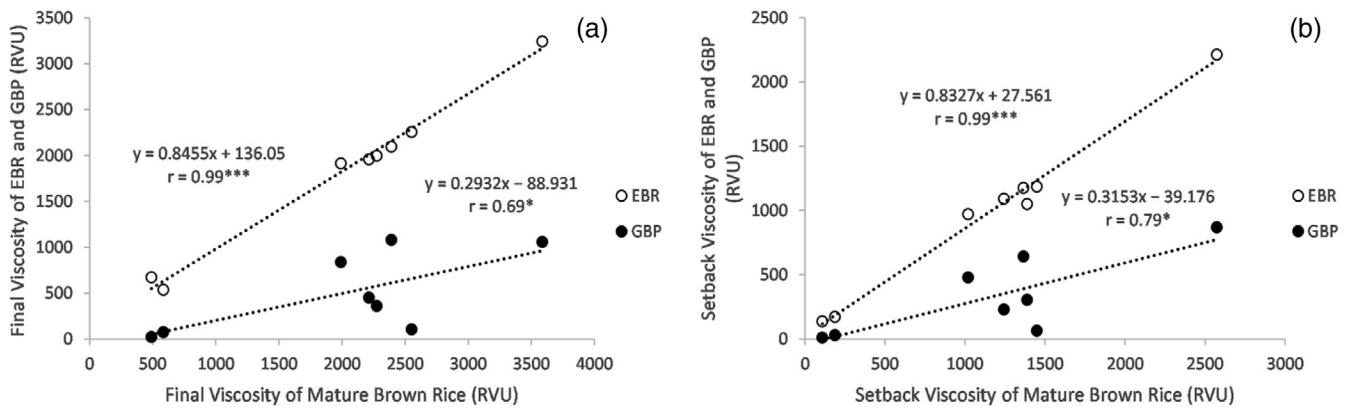 (a)
Final Viscosity of EBR and GBP (RVU)
3500
3000
2500
2000
1500
1000
500
0
y = 0.8455x + 136.05
r = 0.99***
y = 0.2932x − 88.931
r = 0.69*
EBR
GBP
0 500 1000 1500 2000 2500 3000 3500 4000
Final Viscosity of Mature Brown Rice (RVU)
(b)
Setback Viscosity of EBR and GBP
(RVU)
2500
2000
1500
1000
500
0
y = 0.8327x + 27.561
r = 0.99***
y = 0.3153x − 39.176
r = 0.79*
EBR
GBP
0 500 1000 1500 2000 2500 3000
Setback Viscosity of Mature Brown Rice (RVU)